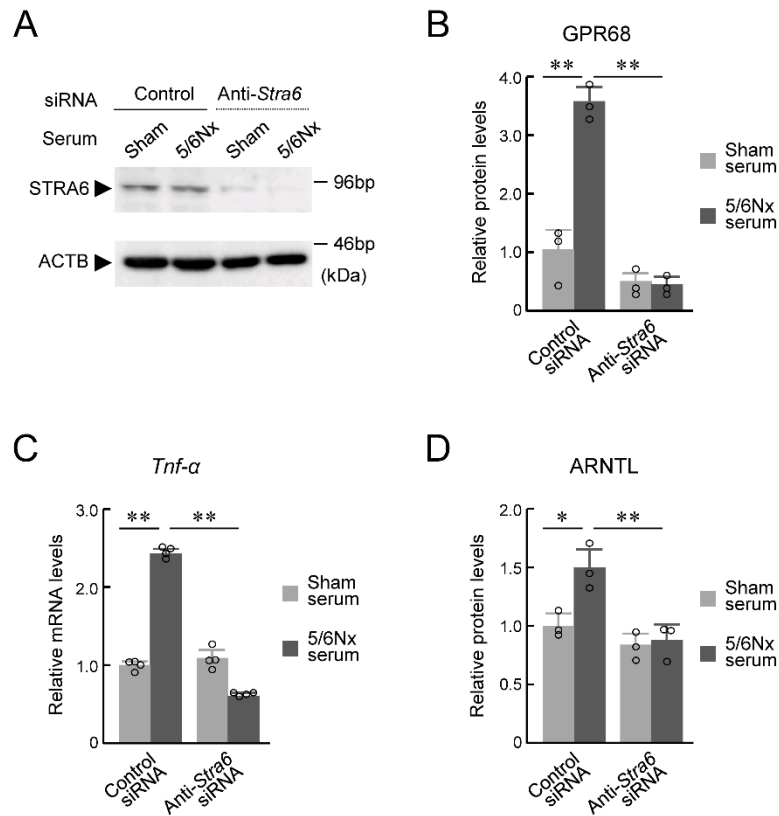 A
siRNA
Control
Anti-Stra6
Serum
Sham
5/6Nx
Sham
5/6Nx
STRA6
96bp
46bp
ACTB
(kDa)
B
GPR68
**
**
4.0
3.0
2.0
1.0
0
Relative protein levels
Control
siRNA
Anti-Stra6
siRNA
Sham
serum
5/6Nx
serum
C
Tnf-α
**
**
3.0
2.0
1.0
0
Relative mRNA levels
Control
siRNA
Anti-Stra6
siRNA
Sham
serum
5/6Nx
serum
D
ARNTL
*
**
2.0
1.5
1.0
0.5
0
Relative protein levels
Control
siRNA
Anti-Stra6
siRNA
Sham
serum
5/6Nx
serum